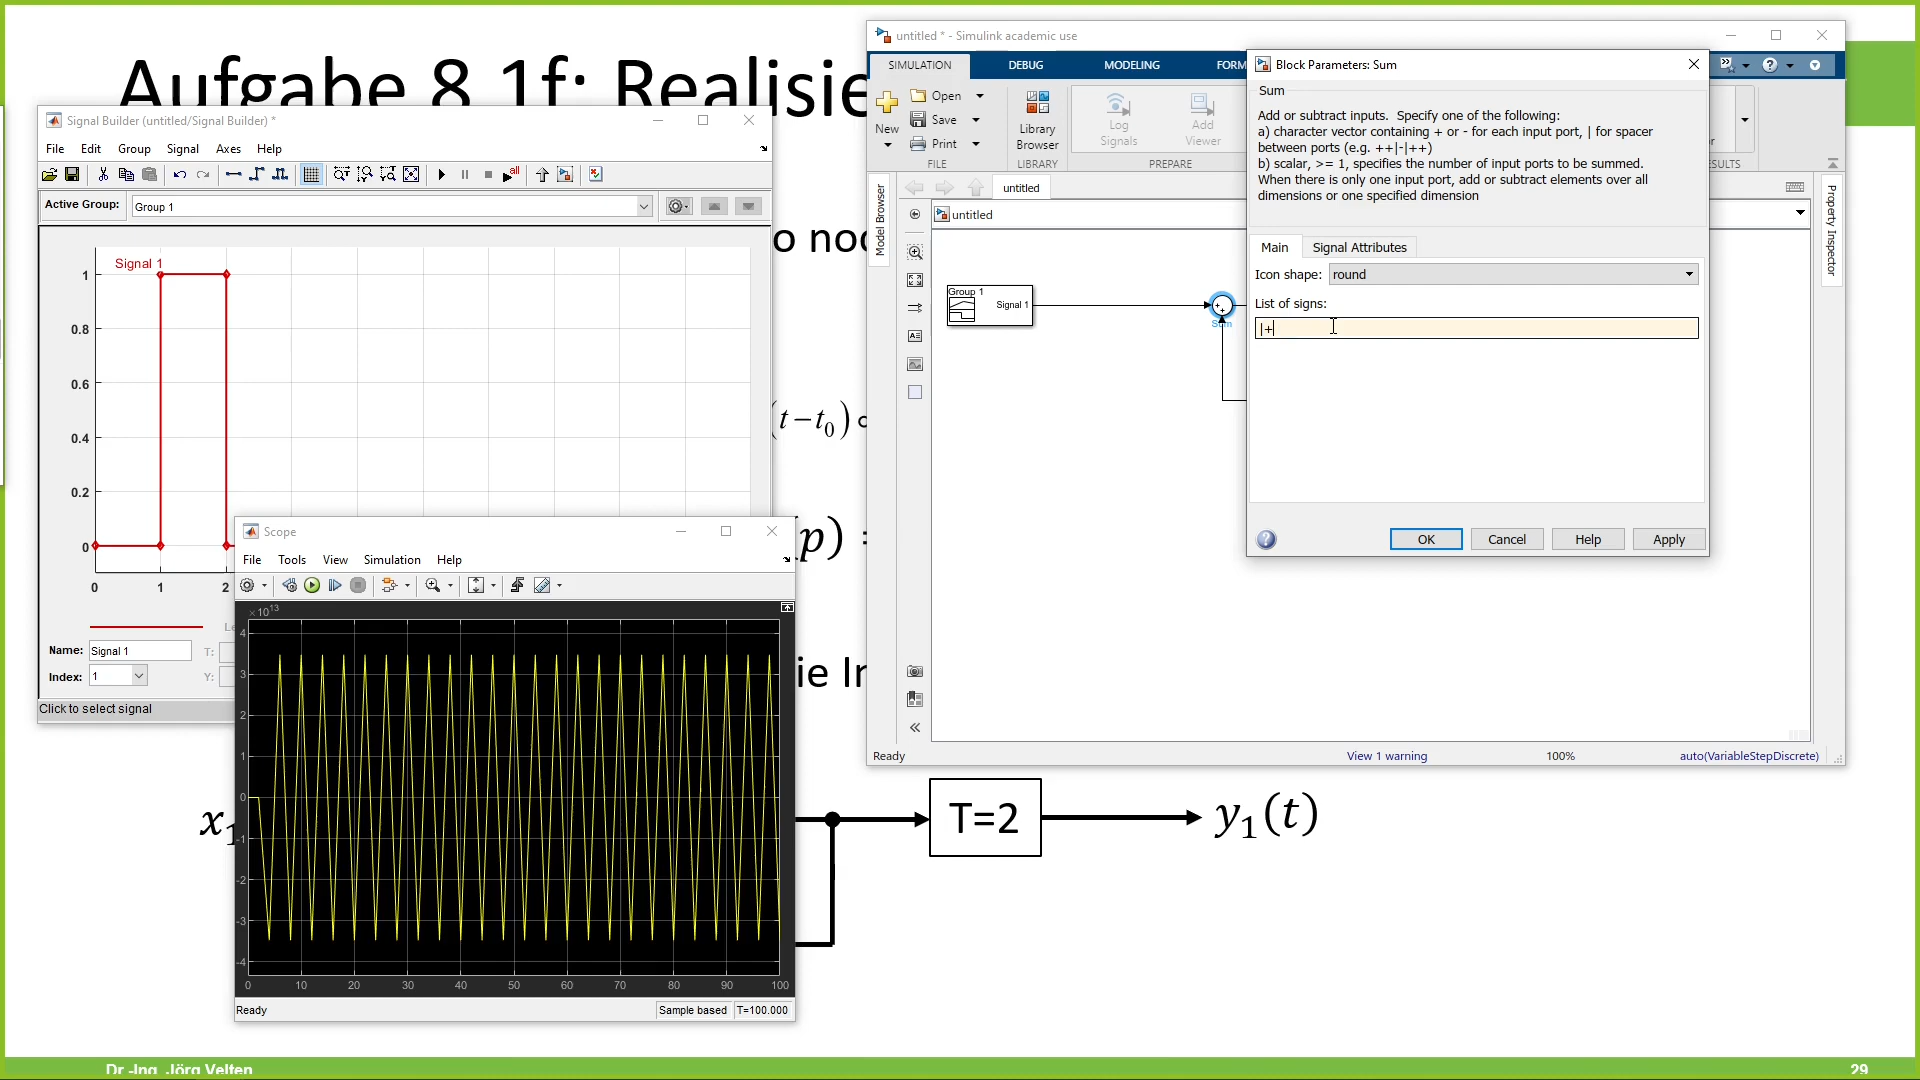 Aufgabe 8.1f: Realisie
untitled * - Simulink academic use
SIMULATION
DEBUG
MODELING
FORM
Block Parameters: Sum
Signal Builder (untitled/Signal Builder) *
File Edit Group Signal Axes Help
Active Group: Group 1
Signal 1
1
0.8
0.6
0.4
0.2
0
0 1 2
Name: Signal 1
T:
Index: 1
Y:
Click to select signal
New
Open
Save
Print
FILE
Library
Browser
LIBRARY
Log
Signals
Add
Viewer
PREPARE
Model Browser
untitled
untitled
Property Inspector
Group 1
Signal 1
Sum
Ready
View 1 warning
100%
auto(VariableStepDiscrete)
Sum
Add or subtract inputs. Specify one of the following:
a) character vector containing + or - for each input port, | for spacer
between ports (e.g. ++|-|++)
b) scalar, >= 1, specifies the number of input ports to be summed.
When there is only one input port, add or subtract elements over all
dimensions or one specified dimension
Main
Signal Attributes
Icon shape: round
List of signs:
|+
OK
Cancel
Help
Apply
o noc
(t−t₀)
(p) =
ie In
Scope
File Tools View Simulation Help
×10¹³
4
3
2
1
0
-1
-2
-3
-4
0 10 20 30 40 50 60 70 80 90 100
Ready
Sample based
T=100.000
x₁
T=2
y₁(t)
Dr.-Ing. Jörg Velten
29